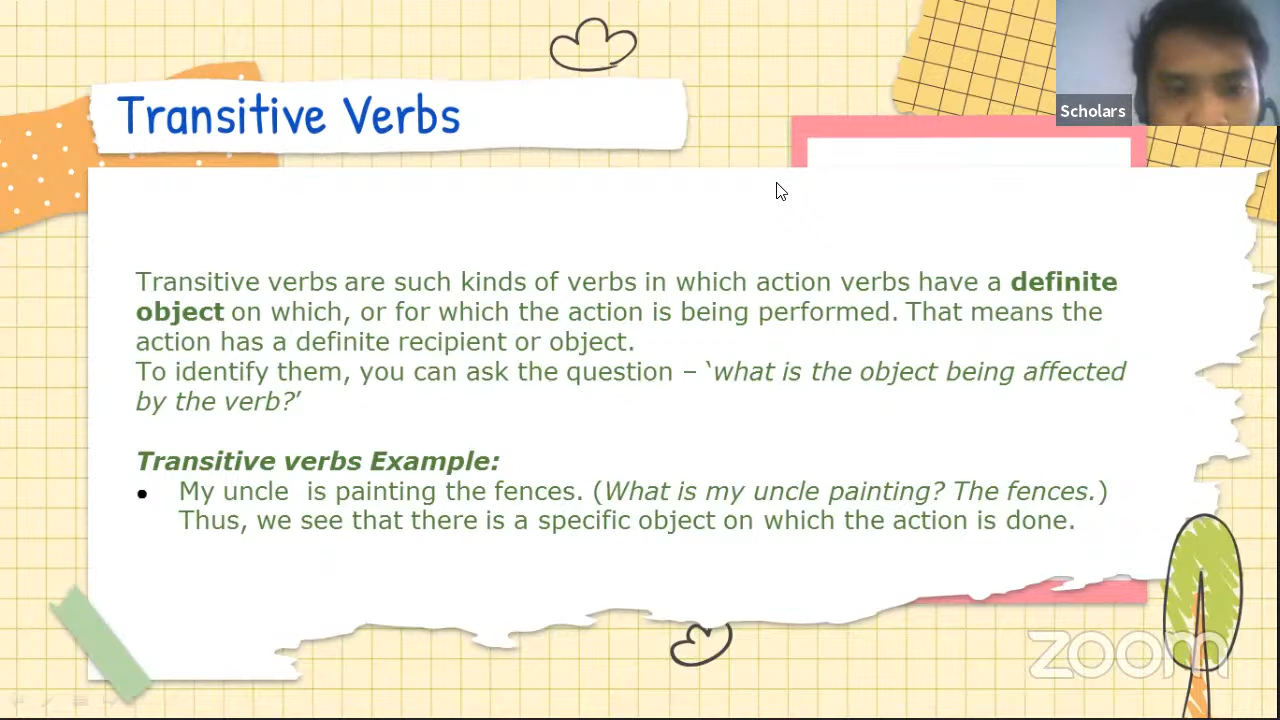 Scholars
Transitive Verbs
Transitive verbs are such kinds of verbs in which action verbs have a definite
object on which, or for which the action is being performed. That means the
action has a definite recipient or object.
To identify them, you can ask the question – ‘what is the object being affected
by the verb?’
Transitive verbs Example:
• My uncle  is painting the fences. (What is my uncle painting? The fences.)
Thus, we see that there is a specific object on which the action is done.
zoom